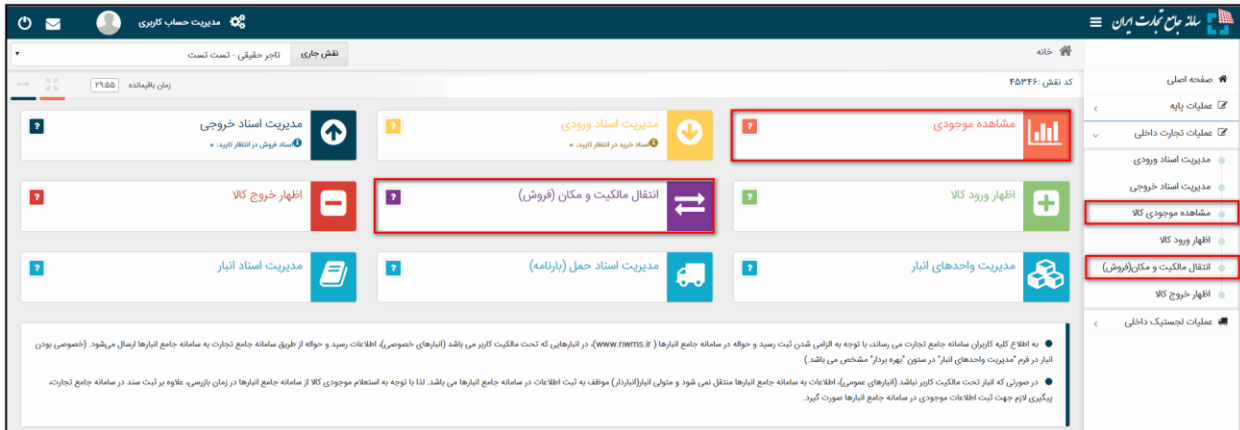 سامانه جامع تجارت ایران
مدیریت حساب کاربری
خانه
نقش جاری
تاجر حقیقی - تست تست
کد نقش :۴۵۳۴۶
زمان باقیمانده ۲۹:۵۵
صفحه اصلی
عملیات پایه
عملیات تجارت داخلی
مدیریت اسناد ورودی
مدیریت اسناد خروجی
مشاهده موجودی کالا
اظهار ورود کالا
انتقال مالکیت و مکان(فروش)
اظهار خروج کالا
عملیات لجستیک داخلی
مشاهده موجودی
?
مدیریت اسناد ورودی
?
اسناد خرید در انتظار تایید: ۰
مدیریت اسناد خروجی
?
اسناد فروش در انتظار تایید: ۰
اظهار ورود کالا
?
انتقال مالکیت و مکان (فروش)
?
اظهار خروج کالا
?
مدیریت واحدهای انبار
?
مدیریت اسناد حمل (بارنامه)
?
مدیریت اسناد انبار
?
به اطلاع کلیه کاربران سامانه جامع تجارت می رساند، با توجه به الزامی شدن ثبت رسید و حواله در سامانه جامع انبارها (www.nwms.ir )، در انبارهایی که تحت مالکیت کاربر می باشد (انبارهای خصوصی)، اطلاعات رسید و حواله از طریق سامانه جامع تجارت به سامانه جامع انبارها ارسال می‌شود. (خصوصی بودن
انبار در فرم "مدیریت واحدهای انبار" در ستون "بهره بردار" مشخص می باشد.)
در صورتی که انبار تحت مالکیت کاربر نباشد (انبارهای عمومی)، اطلاعات به سامانه جامع انبارها منتقل نمی شود و متولی انبار(انباردار) موظف به ثبت اطلاعات در سامانه جامع انبارها می باشد. لذا با توجه به استعلام موجودی کالا از سامانه جامع انبارها در زمان بازرسی، علاوه بر ثبت سند در سامانه جامع تجارت،
پیگیری لازم جهت ثبت اطلاعات موجودی در سامانه جامع انبارها صورت گیرد.